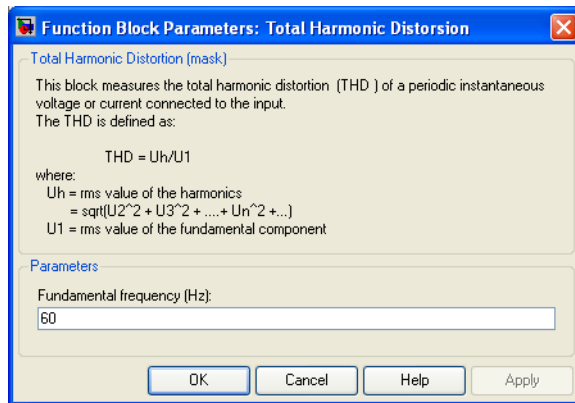 Function Block Parameters: Total Harmonic Distorsion
Total Harmonic Distortion (mask)
This block measures the total harmonic distortion (THD ) of a periodic instantaneous
voltage or current connected to the input.
The THD is defined as:
THD = Uh/U1
where:
Uh = rms value of the harmonics
= sqrt(U2^2 + U3^2 + ....+ Un^2 +...)
U1 = rms value of the fundamental component
Parameters
Fundamental frequency (Hz):
60
OK Cancel Help Apply